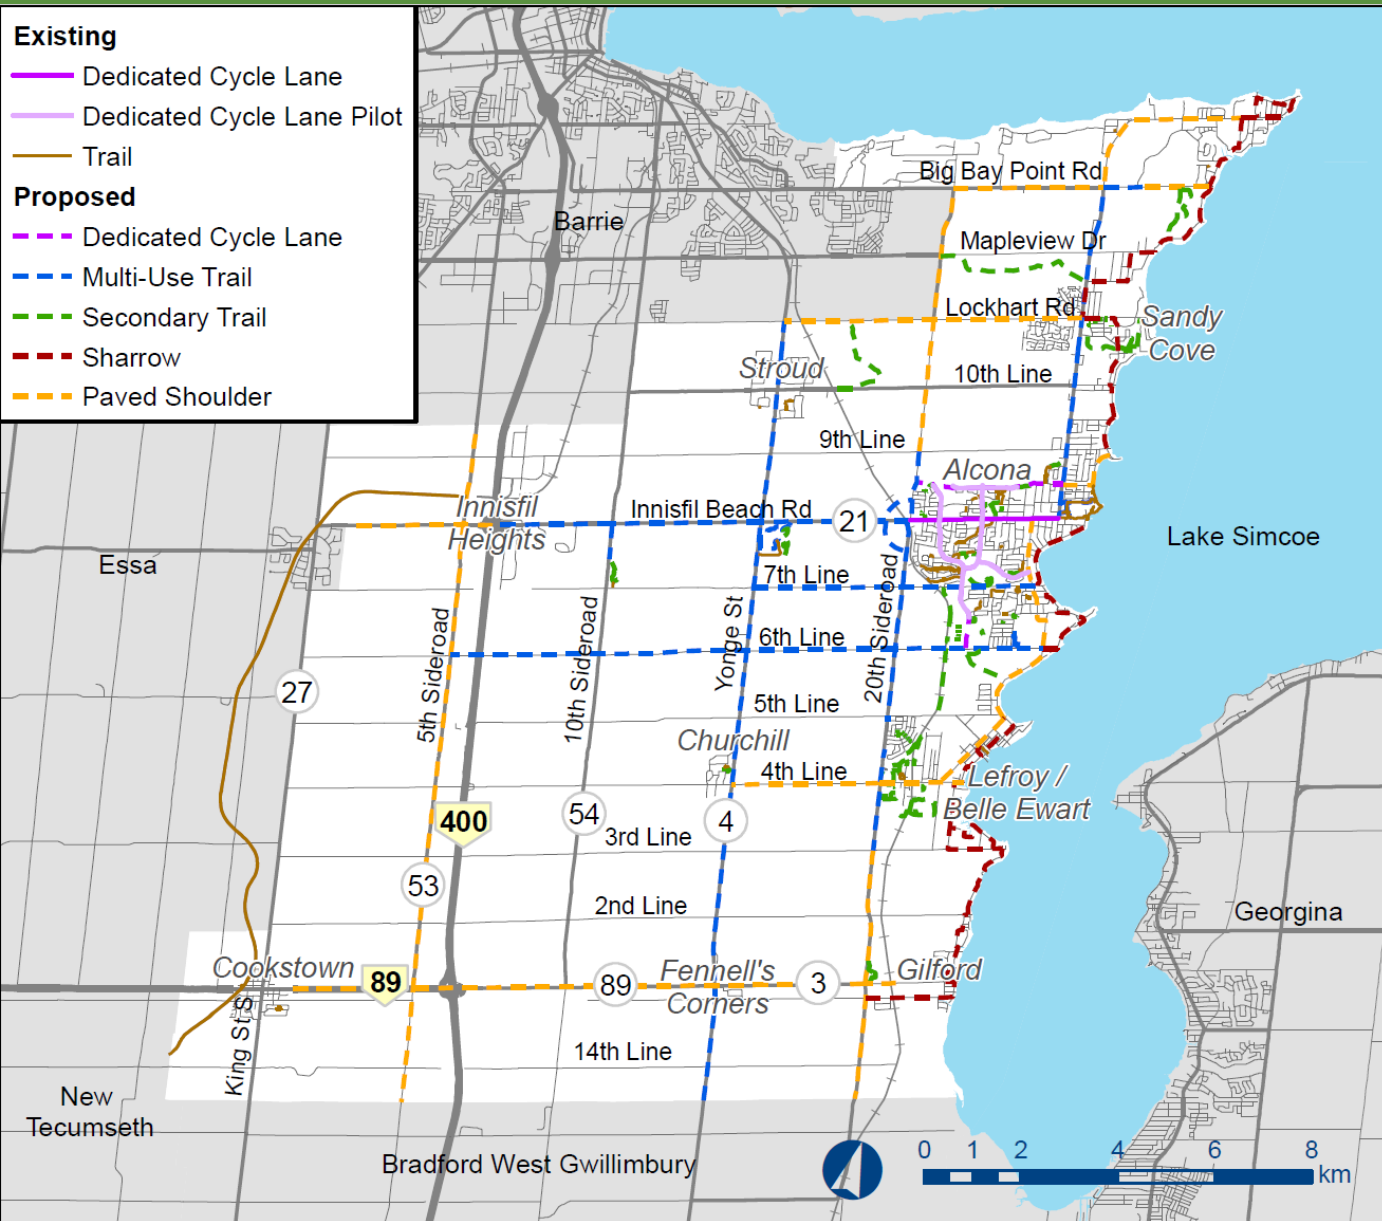 Existing
Dedicated Cycle Lane
Dedicated Cycle Lane Pilot
Trail
Proposed
Dedicated Cycle Lane
Multi-Use Trail
Secondary Trail
Sharrow
Paved Shoulder
Big Bay Point Rd
Barrie
Mapleview Dr
Lockhart Rd
Sandy
Cove
Stroud
10th Line
9th Line
Alcona
Innisfil
Heights
Innisfil Beach Rd
21
Lake Simcoe
Essa
7th Line
20th Sideroad
Yonge St
10th Sideroad
5th Sideroad
6th Line
27
5th Line
Churchill
4th Line
Lefroy /
Belle Ewart
400
54
4
3rd Line
53
2nd Line
Georgina
Cookstown
89
89
Fennell's
Corners
3
Gilford
King St S
14th Line
New
Tecumseth
Bradford West Gwillimbury
0 1 2 4 6 8
km